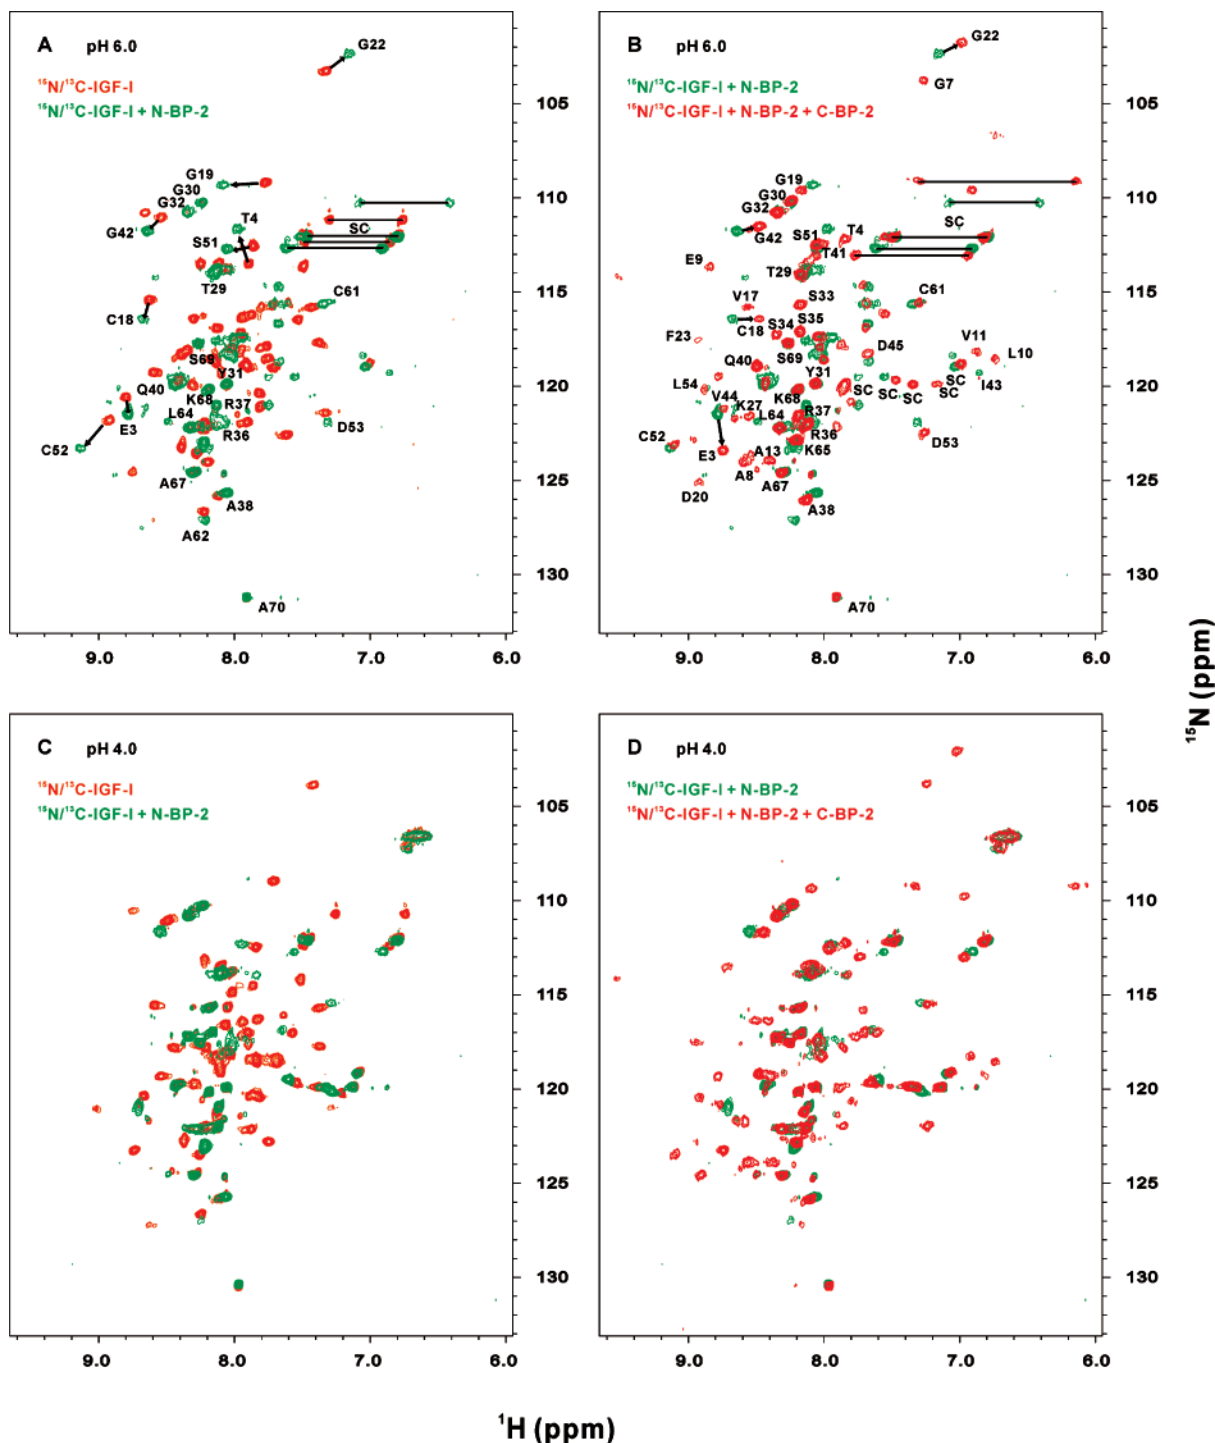 A pH 6.0
¹⁵N/¹³C-IGF-I
¹⁵N/¹³C-IGF-I + N-BP-2
G22
G19
G30
G32
T4
G42
S51
SC
T29
C61
C18
S69
Y31
Q40
K68
R37
E3
L64
R36
D53
C52
A67
A38
A62
A70
105
110
115
120
125
130
9.0 8.0 7.0 6.0
B pH 6.0
¹⁵N/¹³C-IGF-I + N-BP-2
¹⁵N/¹³C-IGF-I + N-BP-2 + C-BP-2
G22
G7
G19
G30
G32
SC
G42
S51
T4
T41
E9
T29
V17
S33
C61
C18
S34
S35
F23
D45
V11
L10
S69
Q40
Y31
SC
SC
SC
SC
SC
I43
L54
V44
K27
K68
R37
L64
R36
D53
C52
E3
A13
K65
A8
A67
D20
A38
A70
105
110
115
120
125
130
9.0 8.0 7.0 6.0
C pH 4.0
¹⁵N/¹³C-IGF-I
¹⁵N/¹³C-IGF-I + N-BP-2
105
110
115
120
125
130
9.0 8.0 7.0 6.0
D pH 4.0
¹⁵N/¹³C-IGF-I + N-BP-2
¹⁵N/¹³C-IGF-I + N-BP-2 + C-BP-2
105
110
115
120
125
130
9.0 8.0 7.0 6.0
¹⁵N (ppm)
¹H (ppm)